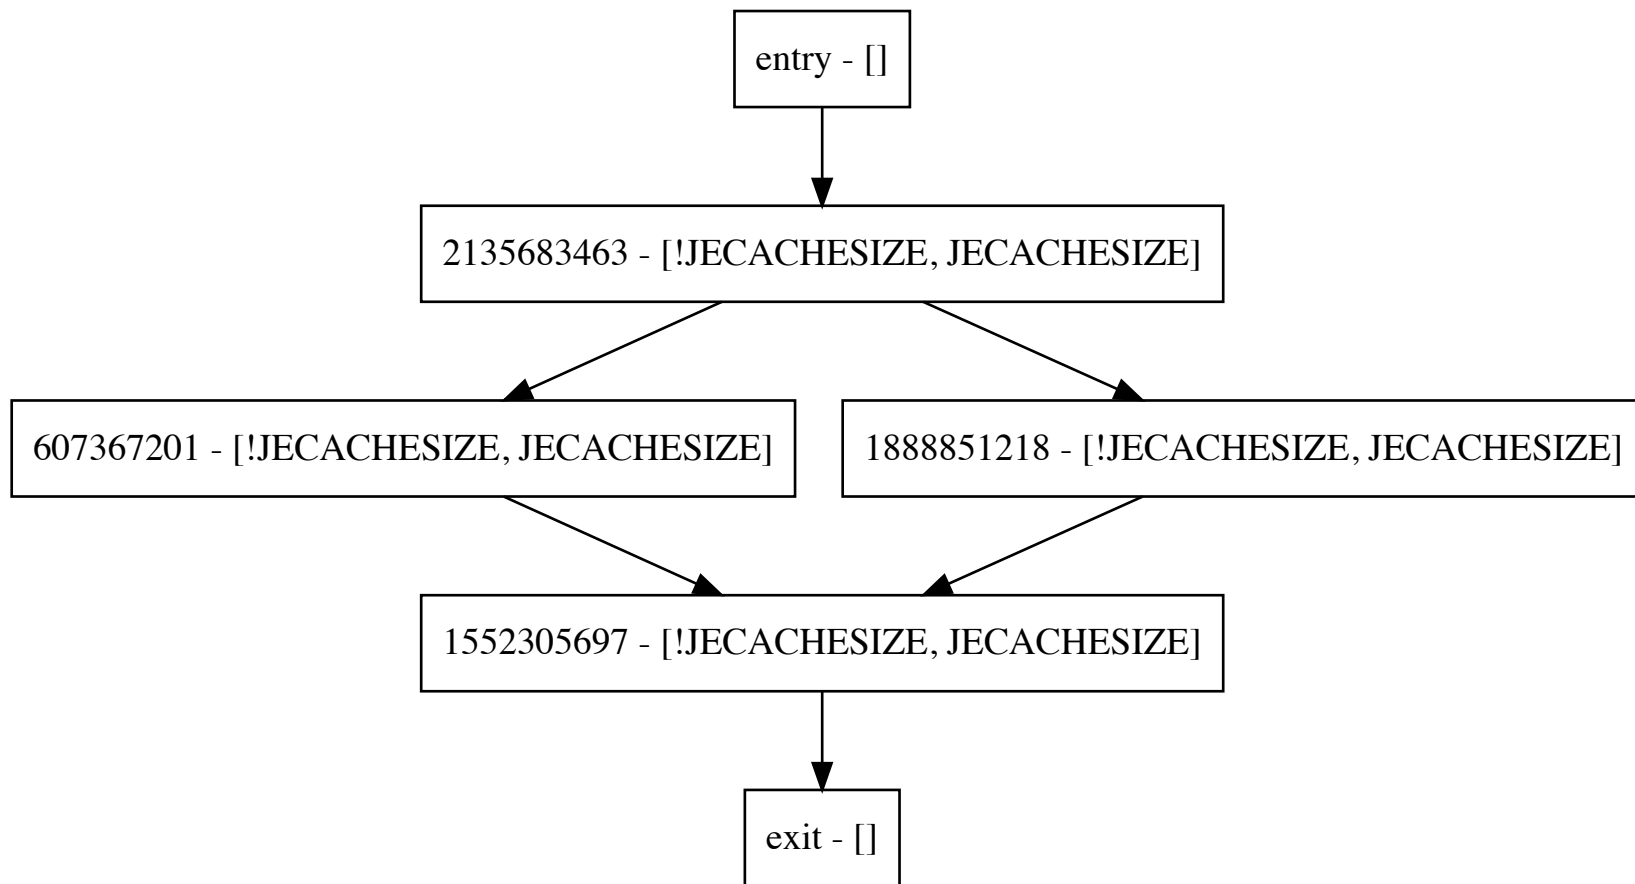 entry - []
2135683463 - [!JECACHESIZE, JECACHESIZE]
607367201 - [!JECACHESIZE, JECACHESIZE]
1888851218 - [!JECACHESIZE, JECACHESIZE]
1552305697 - [!JECACHESIZE, JECACHESIZE]
exit - []